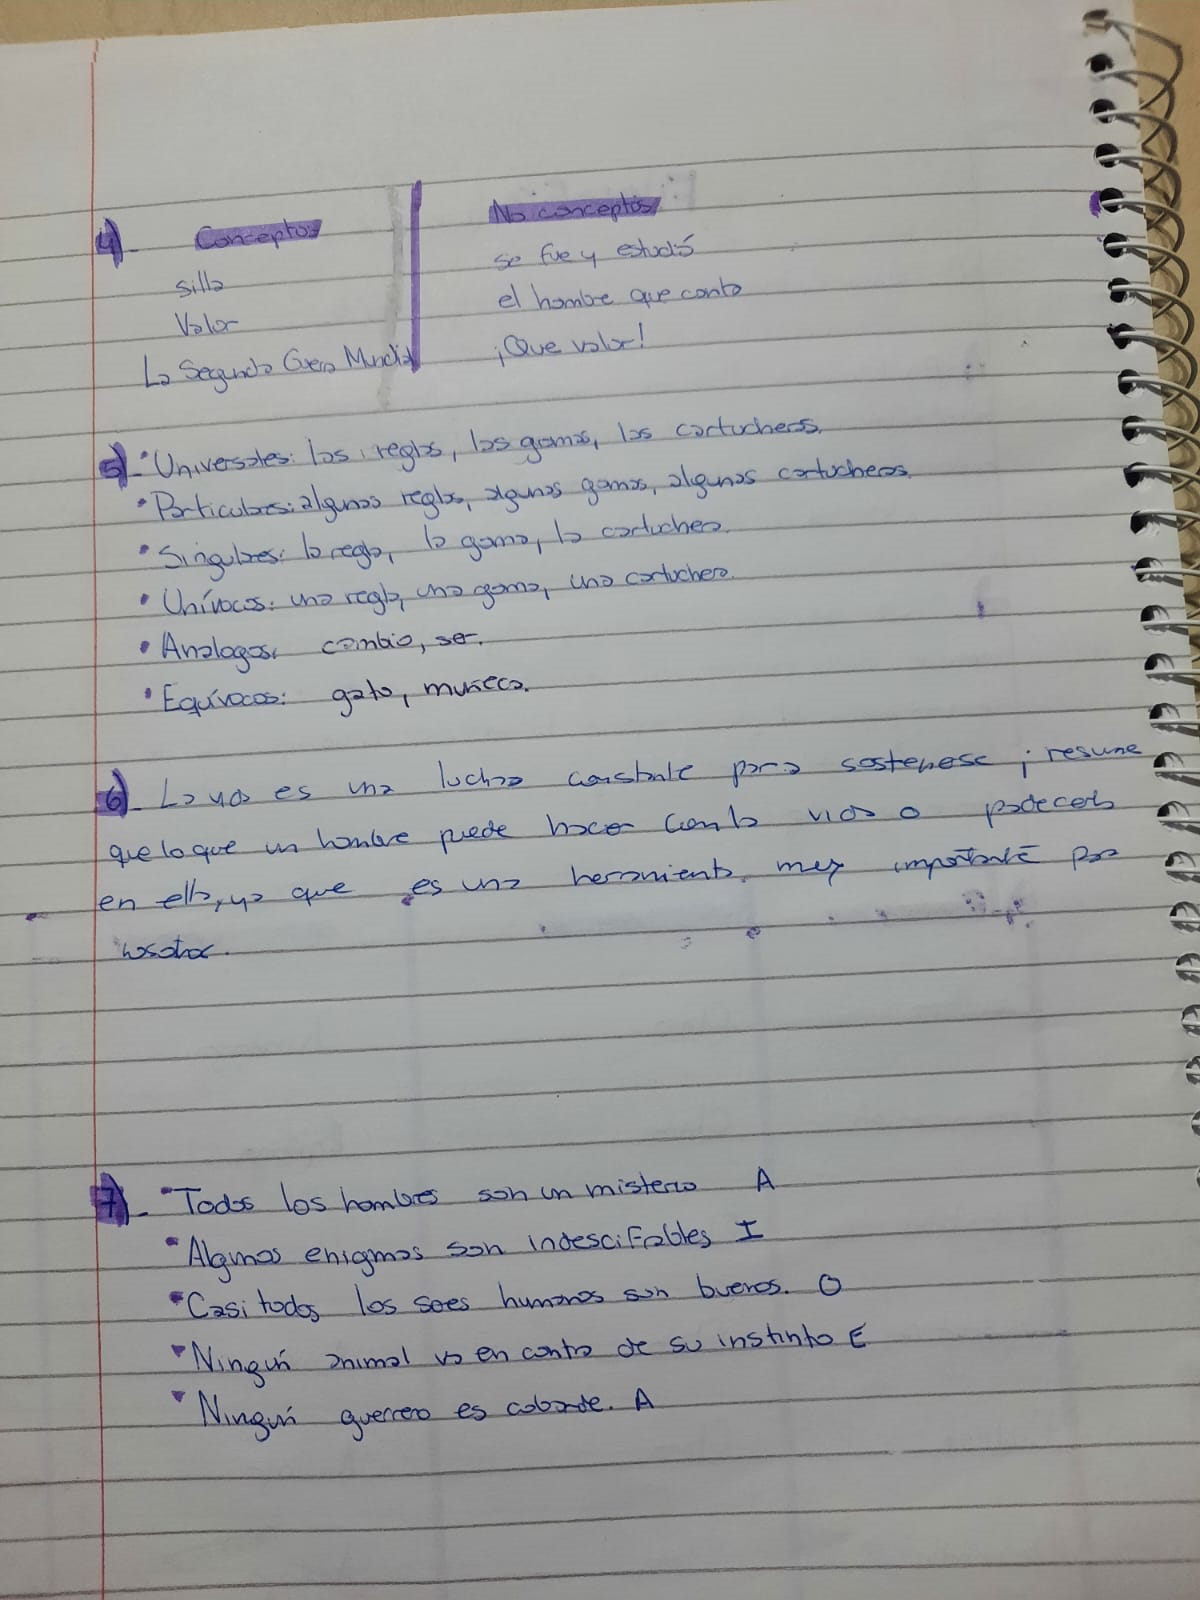 4)- Conceptos
No conceptos
silla
se fue y estudió
Valor
el hombre que canta
La Segunda Guerra Mundial
¡Que valor!
5)- • Universales: las reglas, las gomas, las cartucheras.
• Particulares: algunas reglas, algunas gomas, algunas cartucheras.
• Singulares: la regla, la goma, la cartuchera.
• Unívocos: una regla, una goma, una cartuchera.
• Analogos: cambio, ser.
• Equívocos: gato, muñeca.
6)- La es una lucha constante para sostenerse ; resume
que lo que un hombre puede hacer con la vida o padecerla
en ella, ya que es una herramienta muy importante para
nosotros.
7)- • Todos los hombres son un misterio A
• Algunos enigmas son indescifrables I
• Casi todos los seres humanos son buenos. O
• Ningún animal va en contra de su instinto E
• Ningún guerrero es cobarde. A